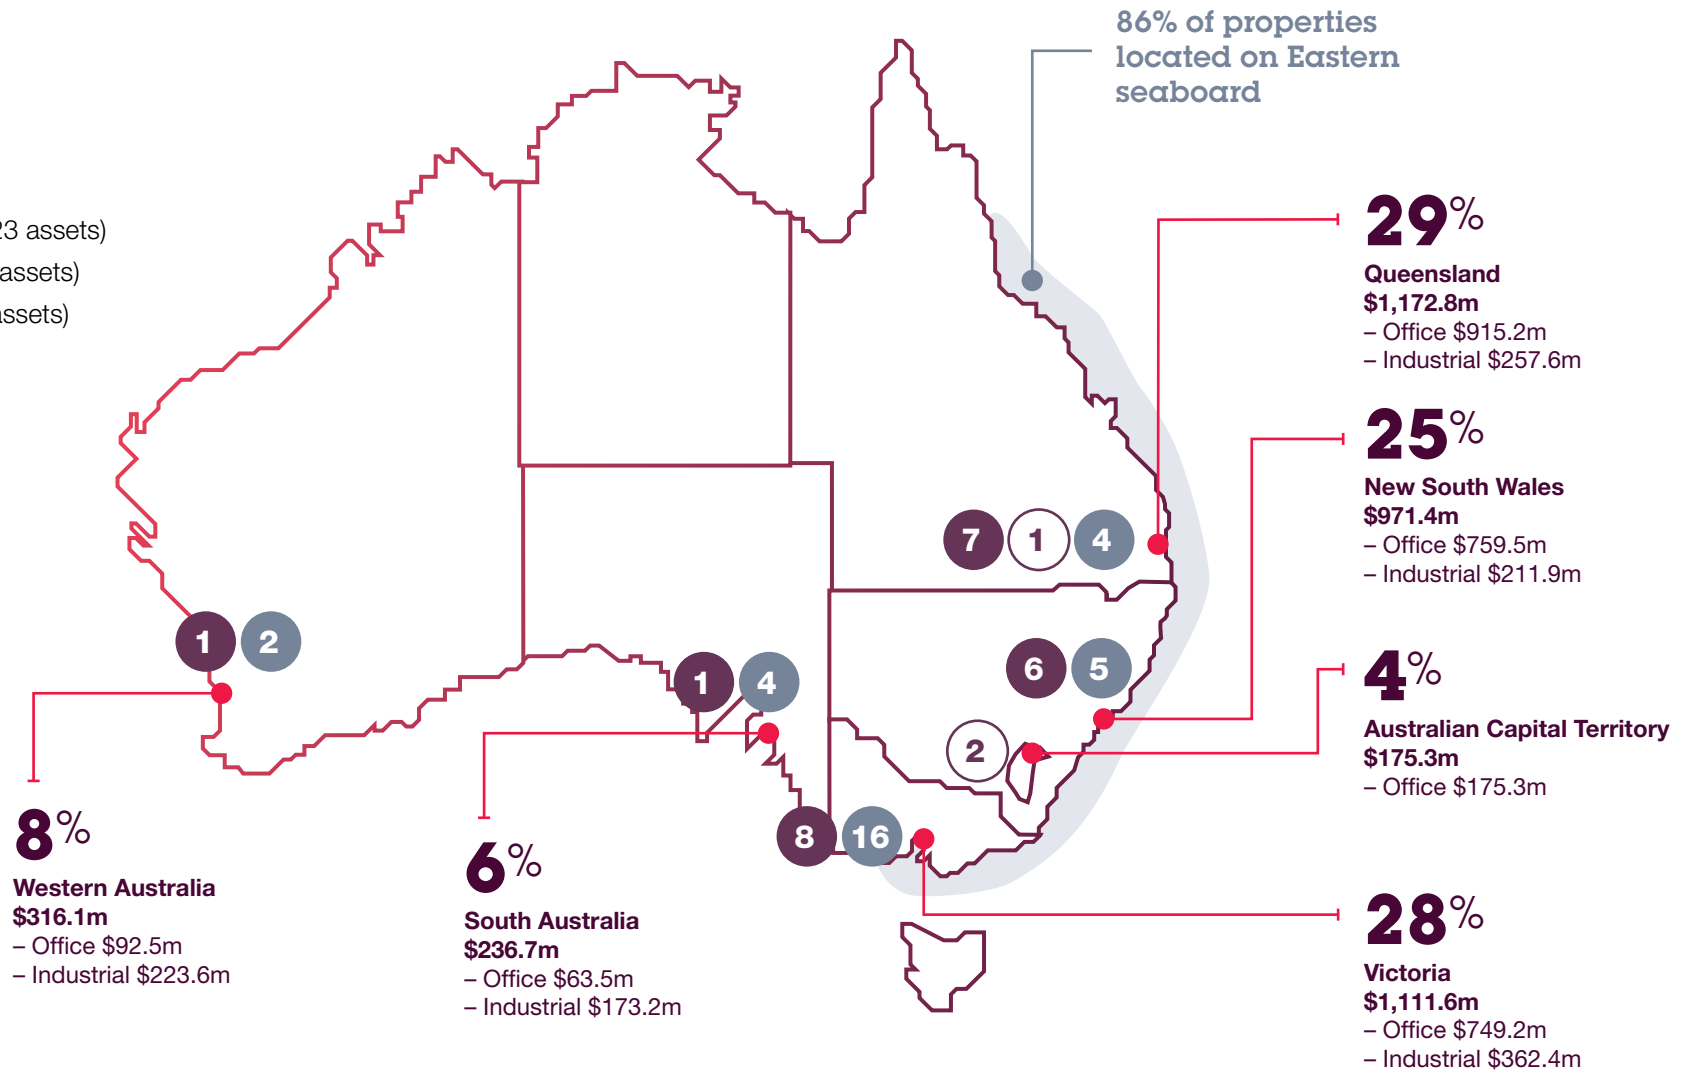 86% of properties
located on Eastern
seaboard
23 assets)
assets)
assets)
29%
Queensland
$1,172.8m
– Office $915.2m
– Industrial $257.6m
25%
New South Wales
$971.4m
– Office $759.5m
– Industrial $211.9m
7 1 4
6 5
1 2
1 4
2
8 16
4%
Australian Capital Territory
$175.3m
– Office $175.3m
8%
Western Australia
$316.1m
– Office $92.5m
– Industrial $223.6m
6%
South Australia
$236.7m
– Office $63.5m
– Industrial $173.2m
28%
Victoria
$1,111.6m
– Office $749.2m
– Industrial $362.4m